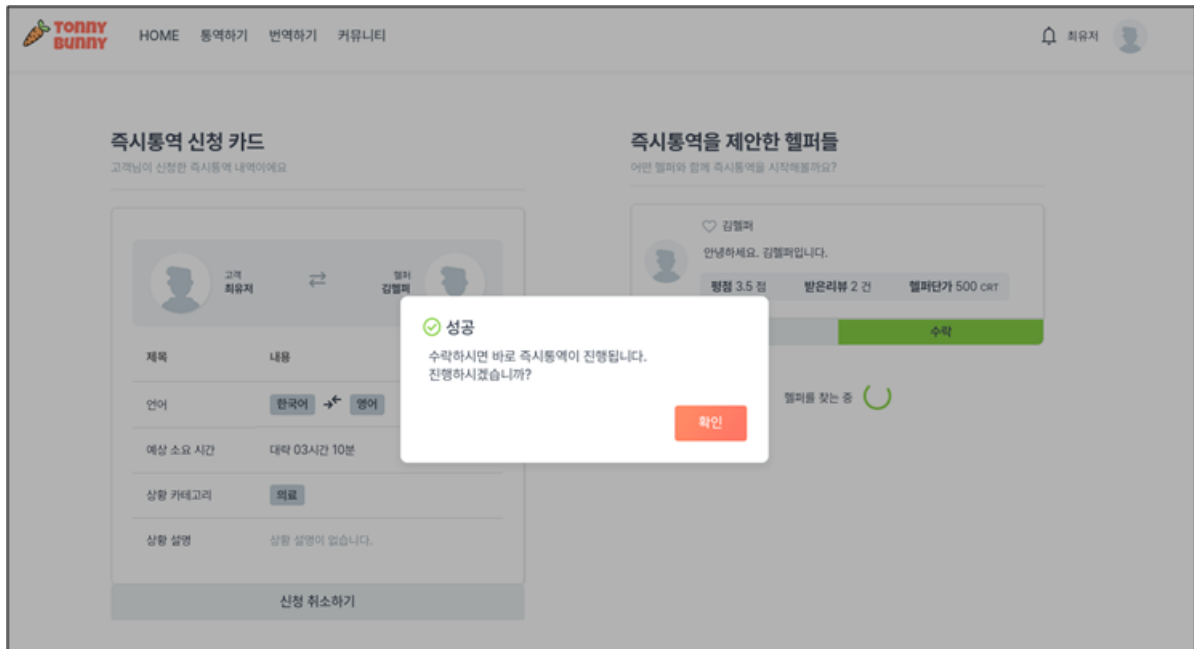 TONNY
BUNNY
HOME 통역하기 번역하기 커뮤니티
최유저
즉시통역 신청 카드
고객님이 신청한 즉시통역 내역이에요
고객
최유저
헬퍼
김헬퍼
제목 내용
언어 한국어 영어
예상 소요 시간 대략 03시간 10분
상황 카테고리 의료
상황 설명 상황 설명이 없습니다.
신청 취소하기
즉시통역을 제안한 헬퍼들
어떤 헬퍼와 함께 즉시통역을 시작해볼까요?
김헬퍼
안녕하세요. 김헬퍼입니다.
평점 3.5 점 받은리뷰 2 건 헬퍼단가 500 CRT
수락
헬퍼를 찾는 중
성공
수락하시면 바로 즉시통역이 진행됩니다.
진행하시겠습니까?
확인